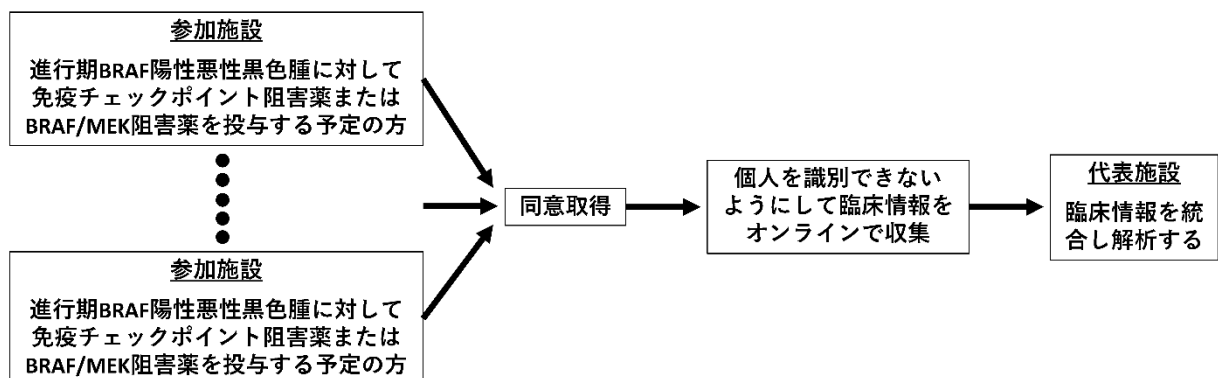 参加施設
進行期BRAF陽性悪性黒色腫に対して
免疫チェックポイント阻害薬または
BRAF/MEK阻害薬を投与する予定の方
参加施設
進行期BRAF陽性悪性黒色腫に対して
免疫チェックポイント阻害薬または
BRAF/MEK阻害薬を投与する予定の方
同意取得
個人を識別できない
ようにして臨床情報を
オンラインで収集
代表施設
臨床情報を統
合し解析する